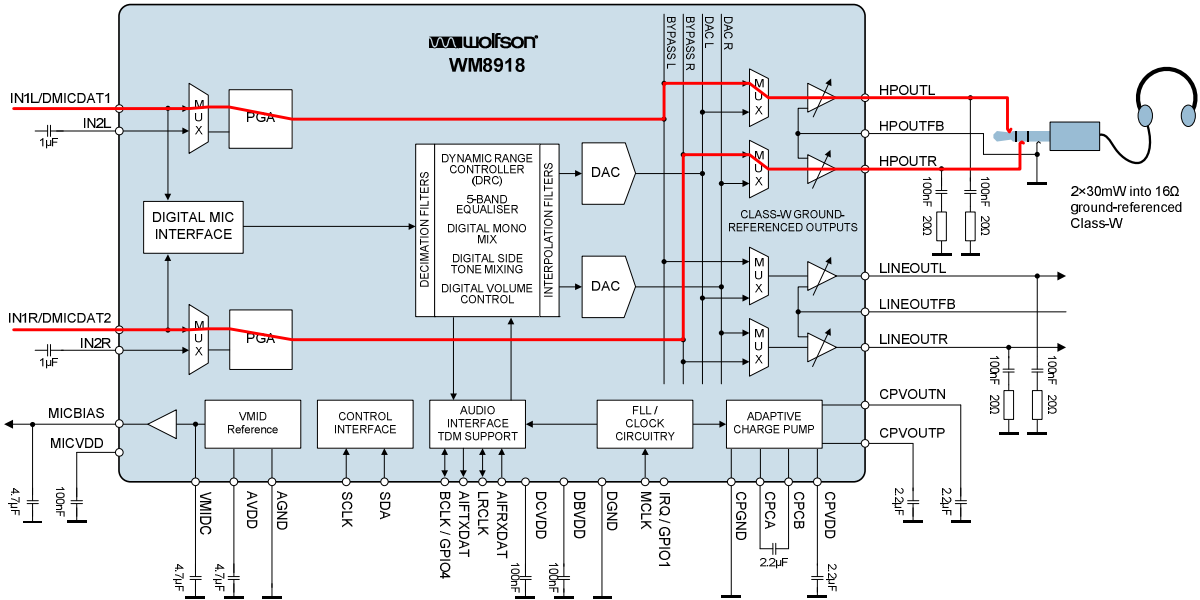 wolfson
WM8918
BYPASS L
BYPASS R
DAC L
DAC R
IN1L/DMICDAT1
IN2L
1µF
MUX
PGA
DIGITAL MIC
INTERFACE
IN1R/DMICDAT2
IN2R
1µF
MUX
PGA
DECIMATION FILTERS
DYNAMIC RANGE
CONTROLLER
(DRC)
5-BAND
EQUALISER
DIGITAL MONO
MIX
DIGITAL SIDE
TONE MIXING
DIGITAL VOLUME
CONTROL
INTERPOLATION FILTERS
DAC
DAC
MUX
MUX
CLASS-W GROUND-
REFERENCED OUTPUTS
MUX
MUX
HPOUTL
HPOUTFB
HPOUTR
100nF
20Ω
100nF
20Ω
2×30mW into 16Ω
ground-referenced
Class-W
LINEOUTL
LINEOUTFB
LINEOUTR
100nF
20Ω
100nF
20Ω
MICBIAS
MICVDD
4.7µF
100nF
VMID
Reference
CONTROL
INTERFACE
AUDIO
INTERFACE
TDM SUPPORT
FLL /
CLOCK
CIRCUITRY
ADAPTIVE
CHARGE PUMP
CPVOUTN
CPVOUTP
2.2µF
2.2µF
VMIDC
AVDD
AGND
SCLK
SDA
BCLK / GPIO4
AIFTXDAT
LRCLK
AIFRXDAT
DCVDD
DBVDD
DGND
MCLK
IRQ / GPIO1
CPGND
CPCA
CPCB
CPVDD
4.7µF
4.7µF
100nF
100nF
2.2µF
2.2µF